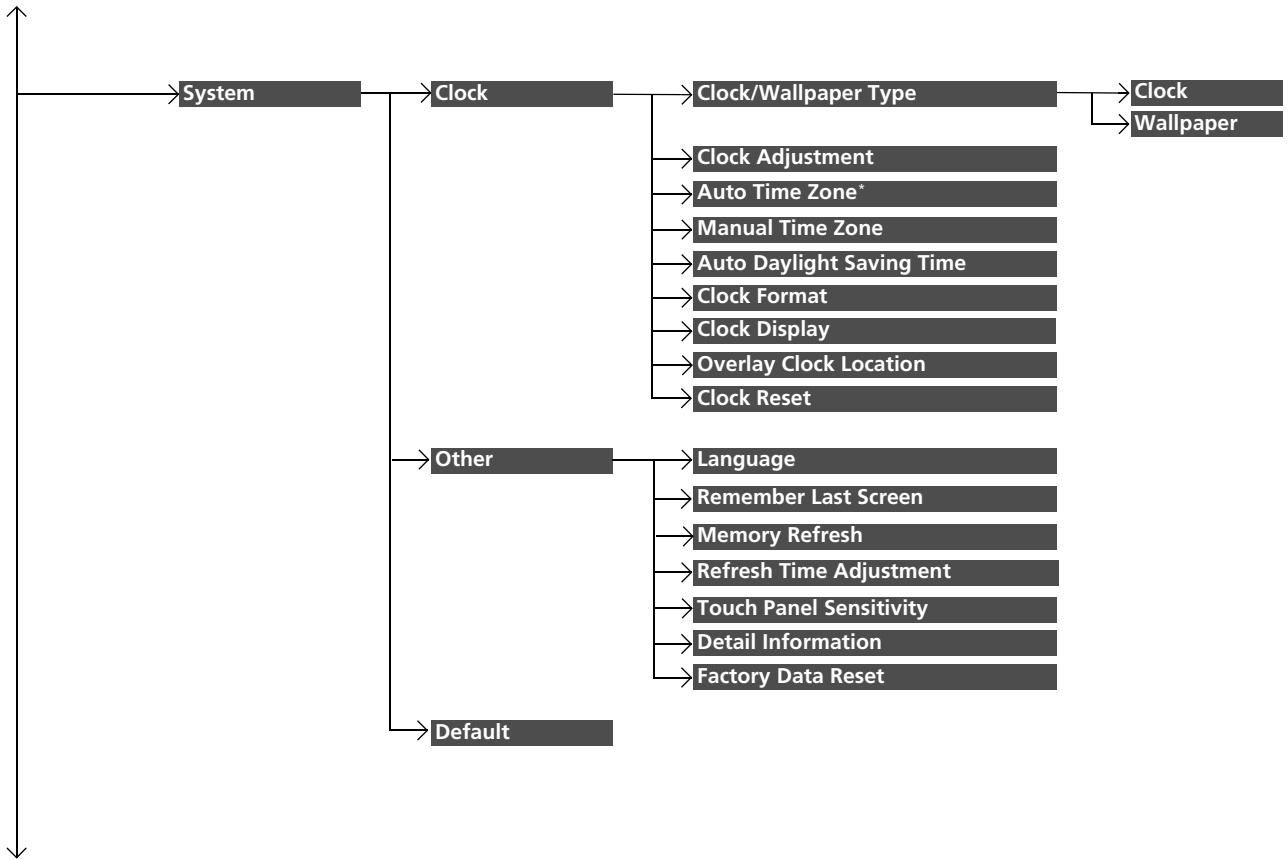 System
Clock
Clock/Wallpaper Type
Clock
Wallpaper
Clock Adjustment
Auto Time Zone*
Manual Time Zone
Auto Daylight Saving Time
Clock Format
Clock Display
Overlay Clock Location
Clock Reset
Other
Language
Remember Last Screen
Memory Refresh
Refresh Time Adjustment
Touch Panel Sensitivity
Detail Information
Factory Data Reset
Default